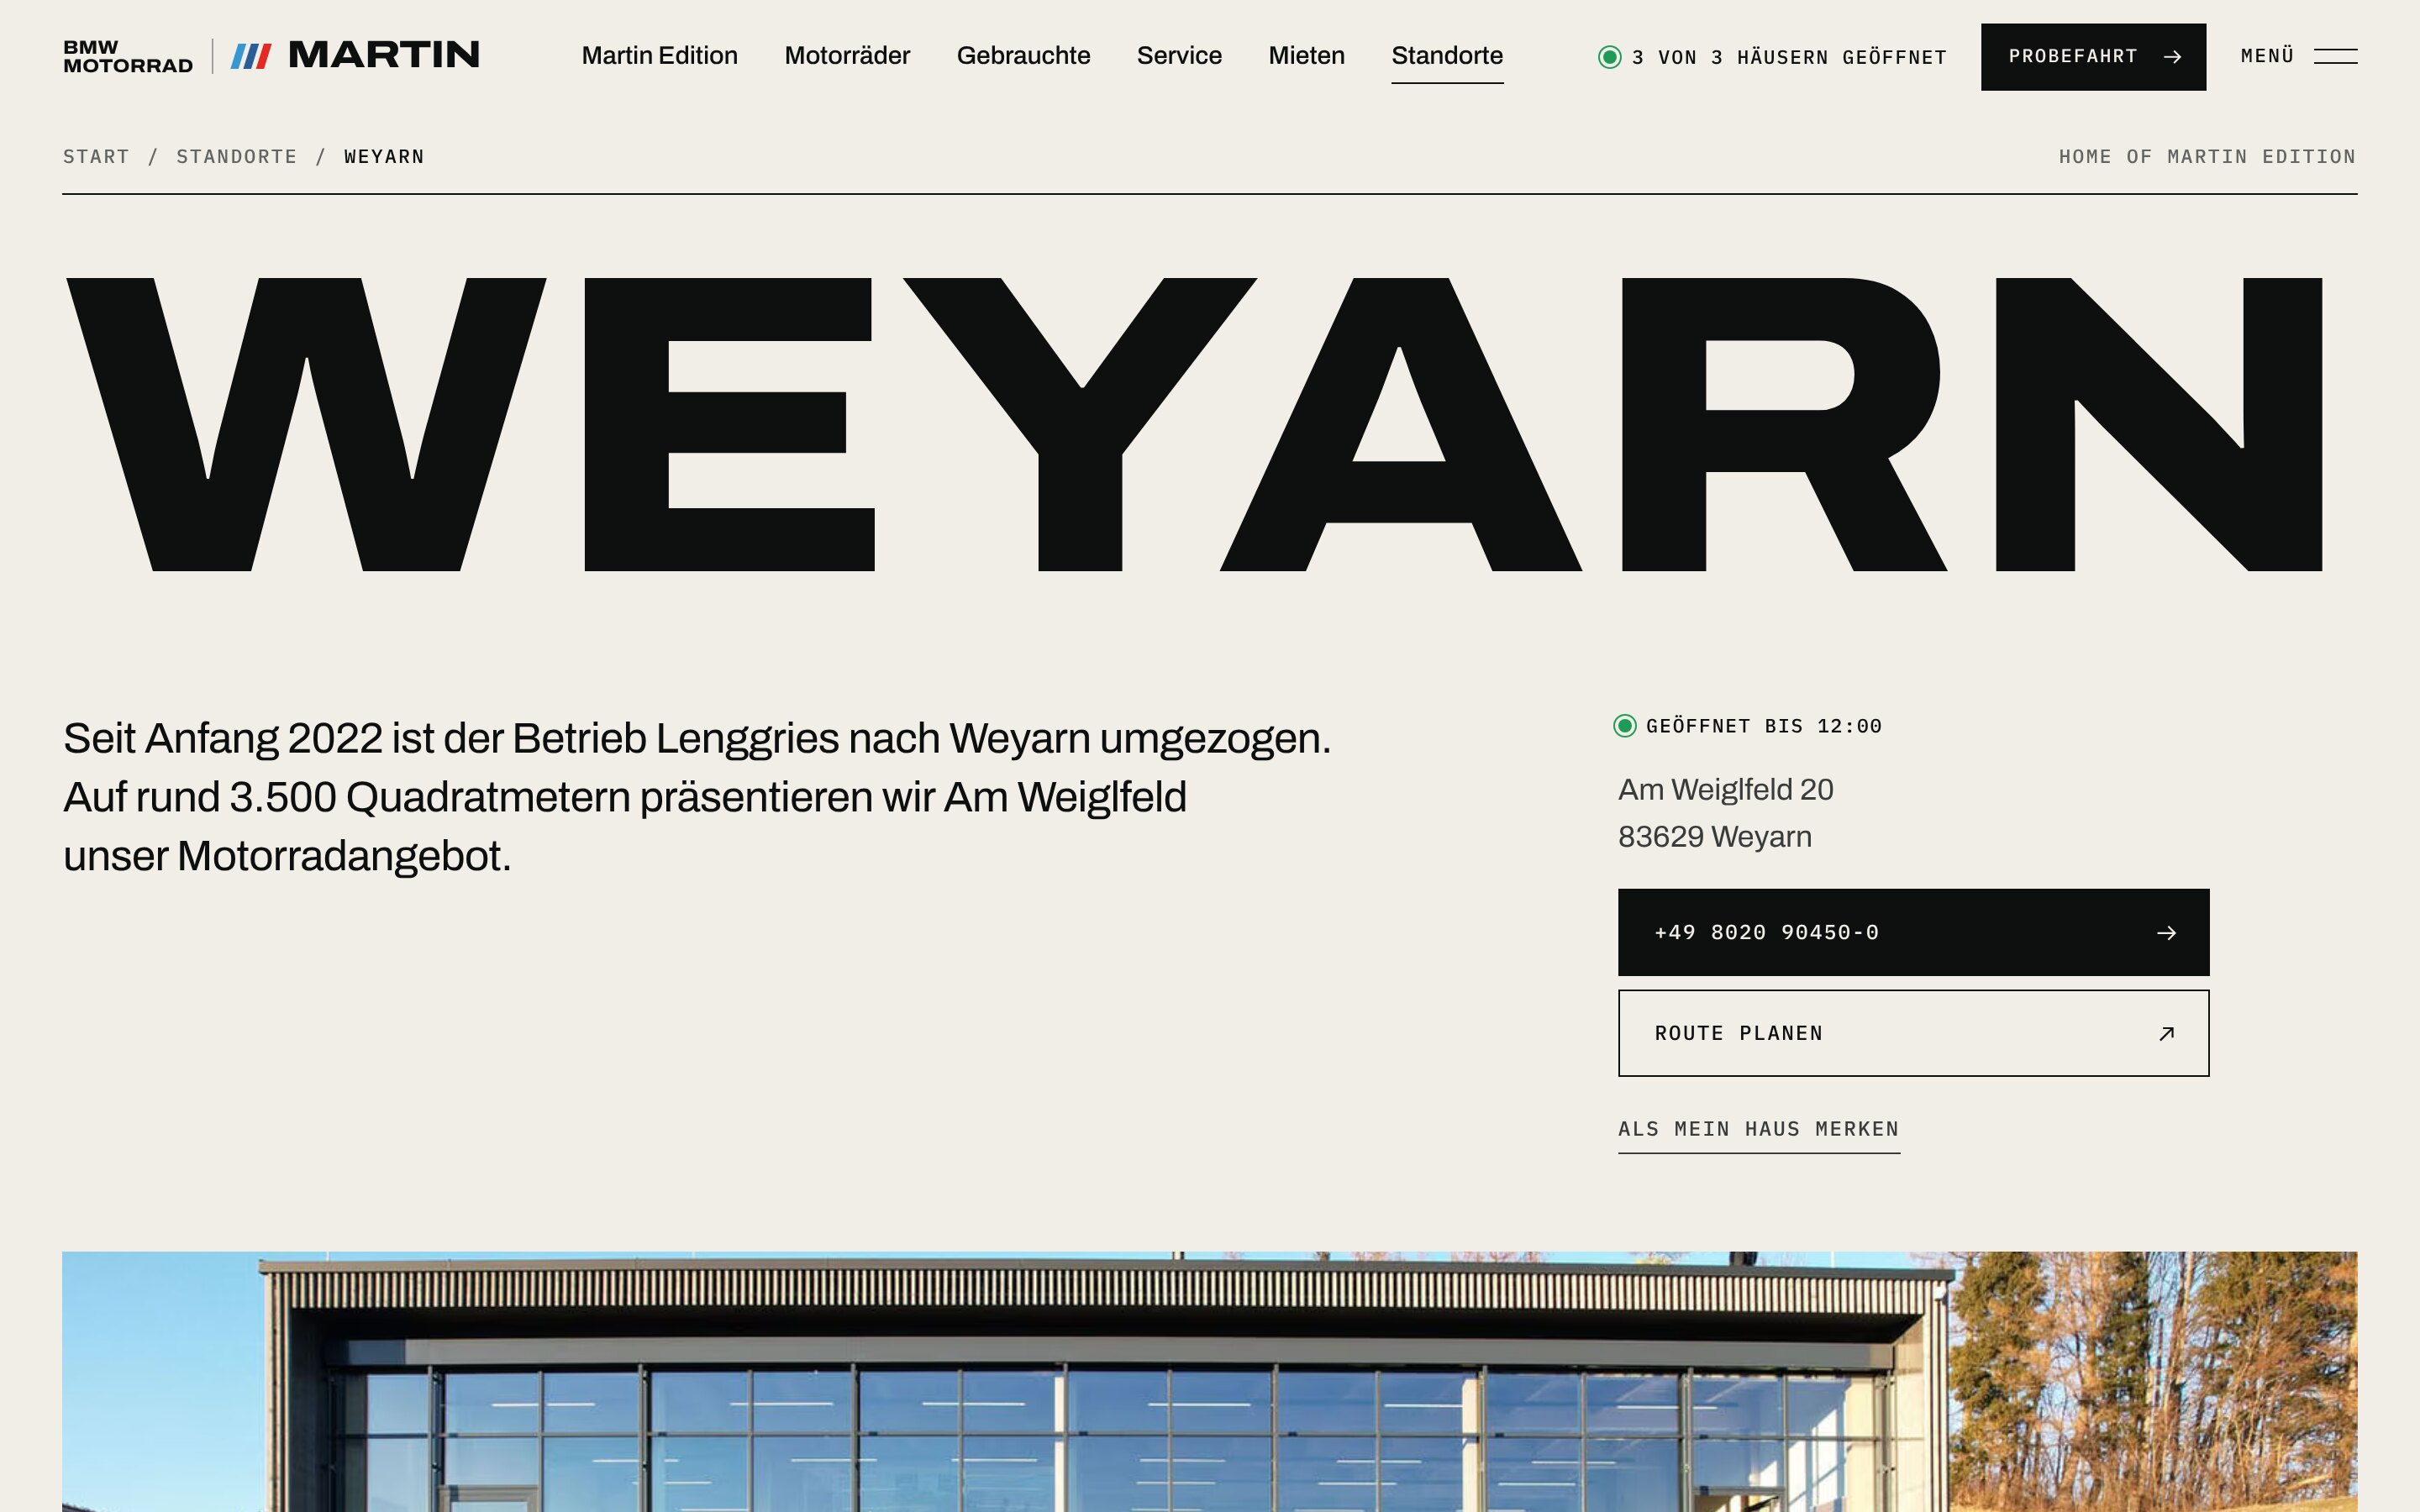 BMW
MOTORRAD
MARTIN
Martin Edition
Motorräder
Gebrauchte
Service
Mieten
Standorte
3 VON 3 HÄUSERN GEÖFFNET
PROBEFAHRT →
MENÜ
START / STANDORTE / WEYARN
HOME OF MARTIN EDITION
WEYARN
Seit Anfang 2022 ist der Betrieb Lenggries nach Weyarn umgezogen.
Auf rund 3.500 Quadratmetern präsentieren wir Am Weiglfeld
unser Motorradangebot.
GEÖFFNET BIS 12:00
Am Weiglfeld 20
83629 Weyarn
+49 8020 90450-0 →
ROUTE PLANEN ↗
ALS MEIN HAUS MERKEN